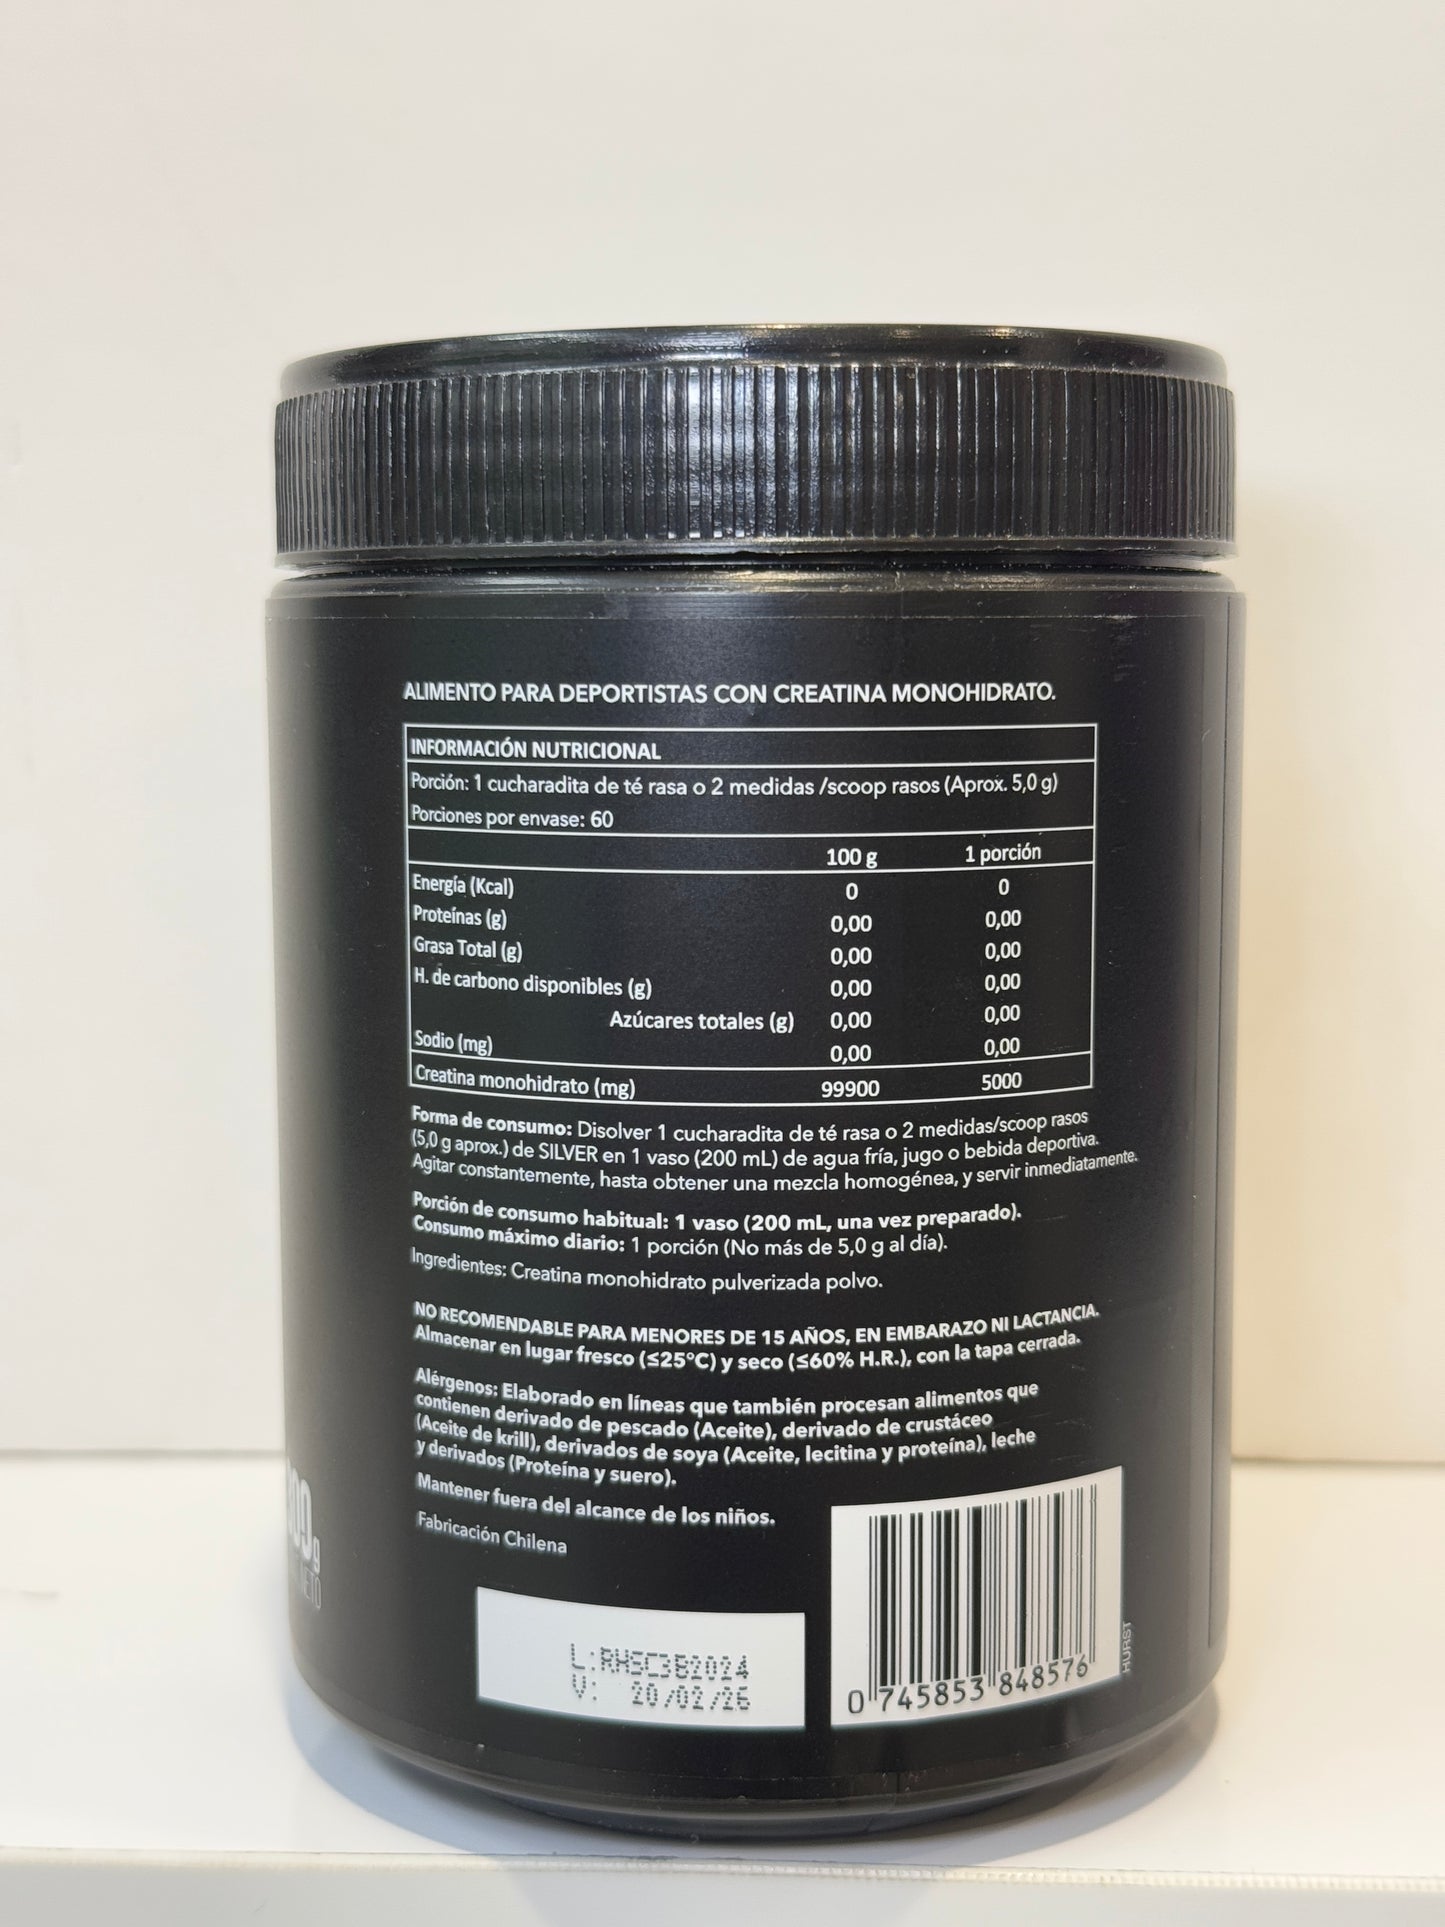 ALIMENTO PARA DEPORTISTAS CON CREATINA MONOHIDRATO.
INFORMACIÓN NUTRICIONAL
Porción: 1 cucharadita de té rasa o 2 medidas /scoop rasos (Aprox. 5,0 g)
Porciones por envase: 60
100 g 1 porción
Energía (Kcal) 0 0
Proteínas (g) 0,00 0,00
Grasa Total (g) 0,00 0,00
H. de carbono disponibles (g) 0,00 0,00
Azúcares totales (g) 0,00 0,00
Sodio (mg) 0,00 0,00
Creatina monohidrato (mg) 99900 5000
Forma de consumo: Disolver 1 cucharadita de té rasa o 2 medidas/scoop rasos
(5,0 g aprox.) de SILVER en 1 vaso (200 mL) de agua fría, jugo o bebida deportiva.
Agitar constantemente, hasta obtener una mezcla homogénea, y servir inmediatamente.
Porción de consumo habitual: 1 vaso (200 mL, una vez preparado).
Consumo máximo diario: 1 porción (No más de 5,0 g al día).
Ingredientes: Creatina monohidrato pulverizada polvo.
NO RECOMENDABLE PARA MENORES DE 15 AÑOS, EN EMBARAZO NI LACTANCIA.
Almacenar en lugar fresco (≤25°C) y seco (≤60% H.R.), con la tapa cerrada.
Alérgenos: Elaborado en líneas que también procesan alimentos que
contienen derivado de pescado (Aceite), derivado de crustáceo
(Aceite de krill), derivados de soya (Aceite, lecitina y proteína), leche
y derivados (Proteína y suero).
Mantener fuera del alcance de los niños.
Fabricación Chilena
L:RHSC3B2024
V: 20/02/26
0 745853 848576
HURST